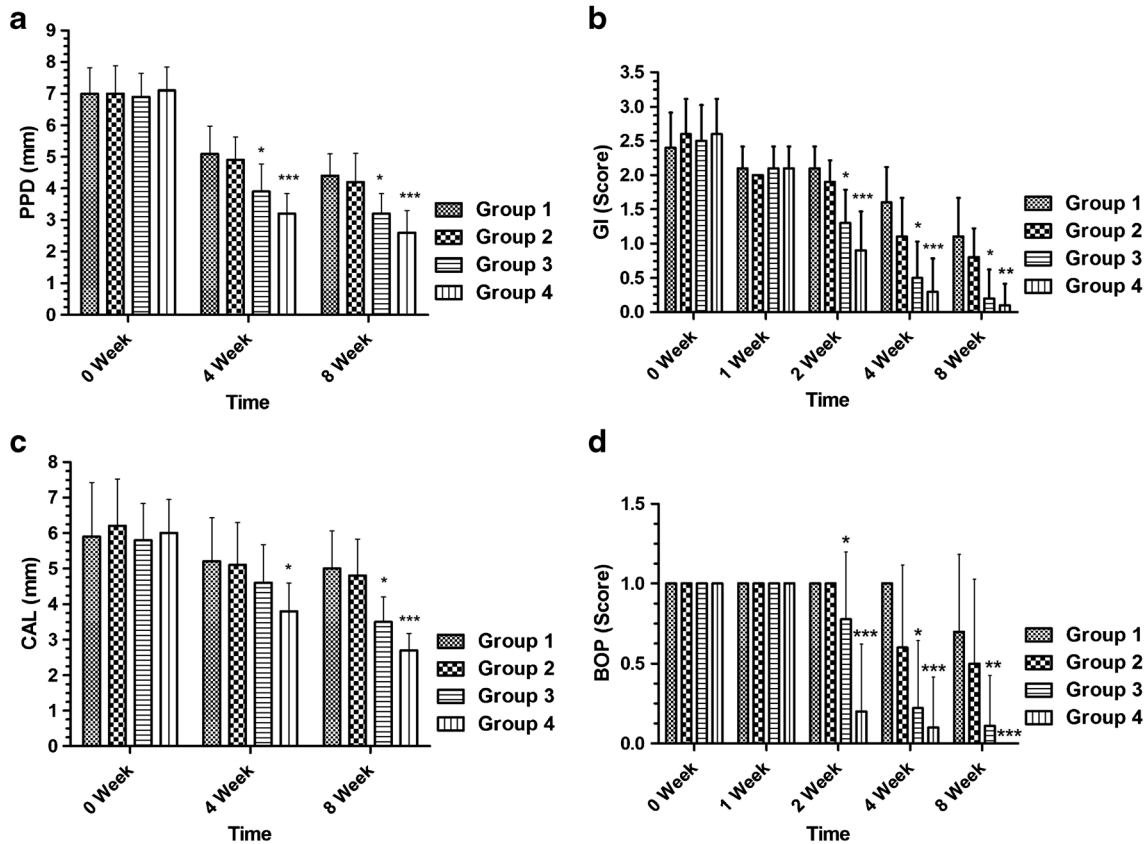 a
9
8
7
6
5
4
3
2
1
0
PPD (mm)
*
***
*
***
0 Week
4 Week
8 Week
Time
Group 1
Group 2
Group 3
Group 4
b
3.5
3.0
2.5
2.0
1.5
1.0
0.5
0.0
GI (Score)
*
***
*
***
*
**
0 Week
1 Week
2 Week
4 Week
8 Week
Time
Group 1
Group 2
Group 3
Group 4
c
8
7
6
5
4
3
2
1
0
CAL (mm)
*
*
***
0 Week
4 Week
8 Week
Time
Group 1
Group 2
Group 3
Group 4
d
1.5
1.0
0.5
0.0
BOP (Score)
*
***
*
***
**
***
0 Week
1 Week
2 Week
4 Week
8 Week
Time
Group 1
Group 2
Group 3
Group 4